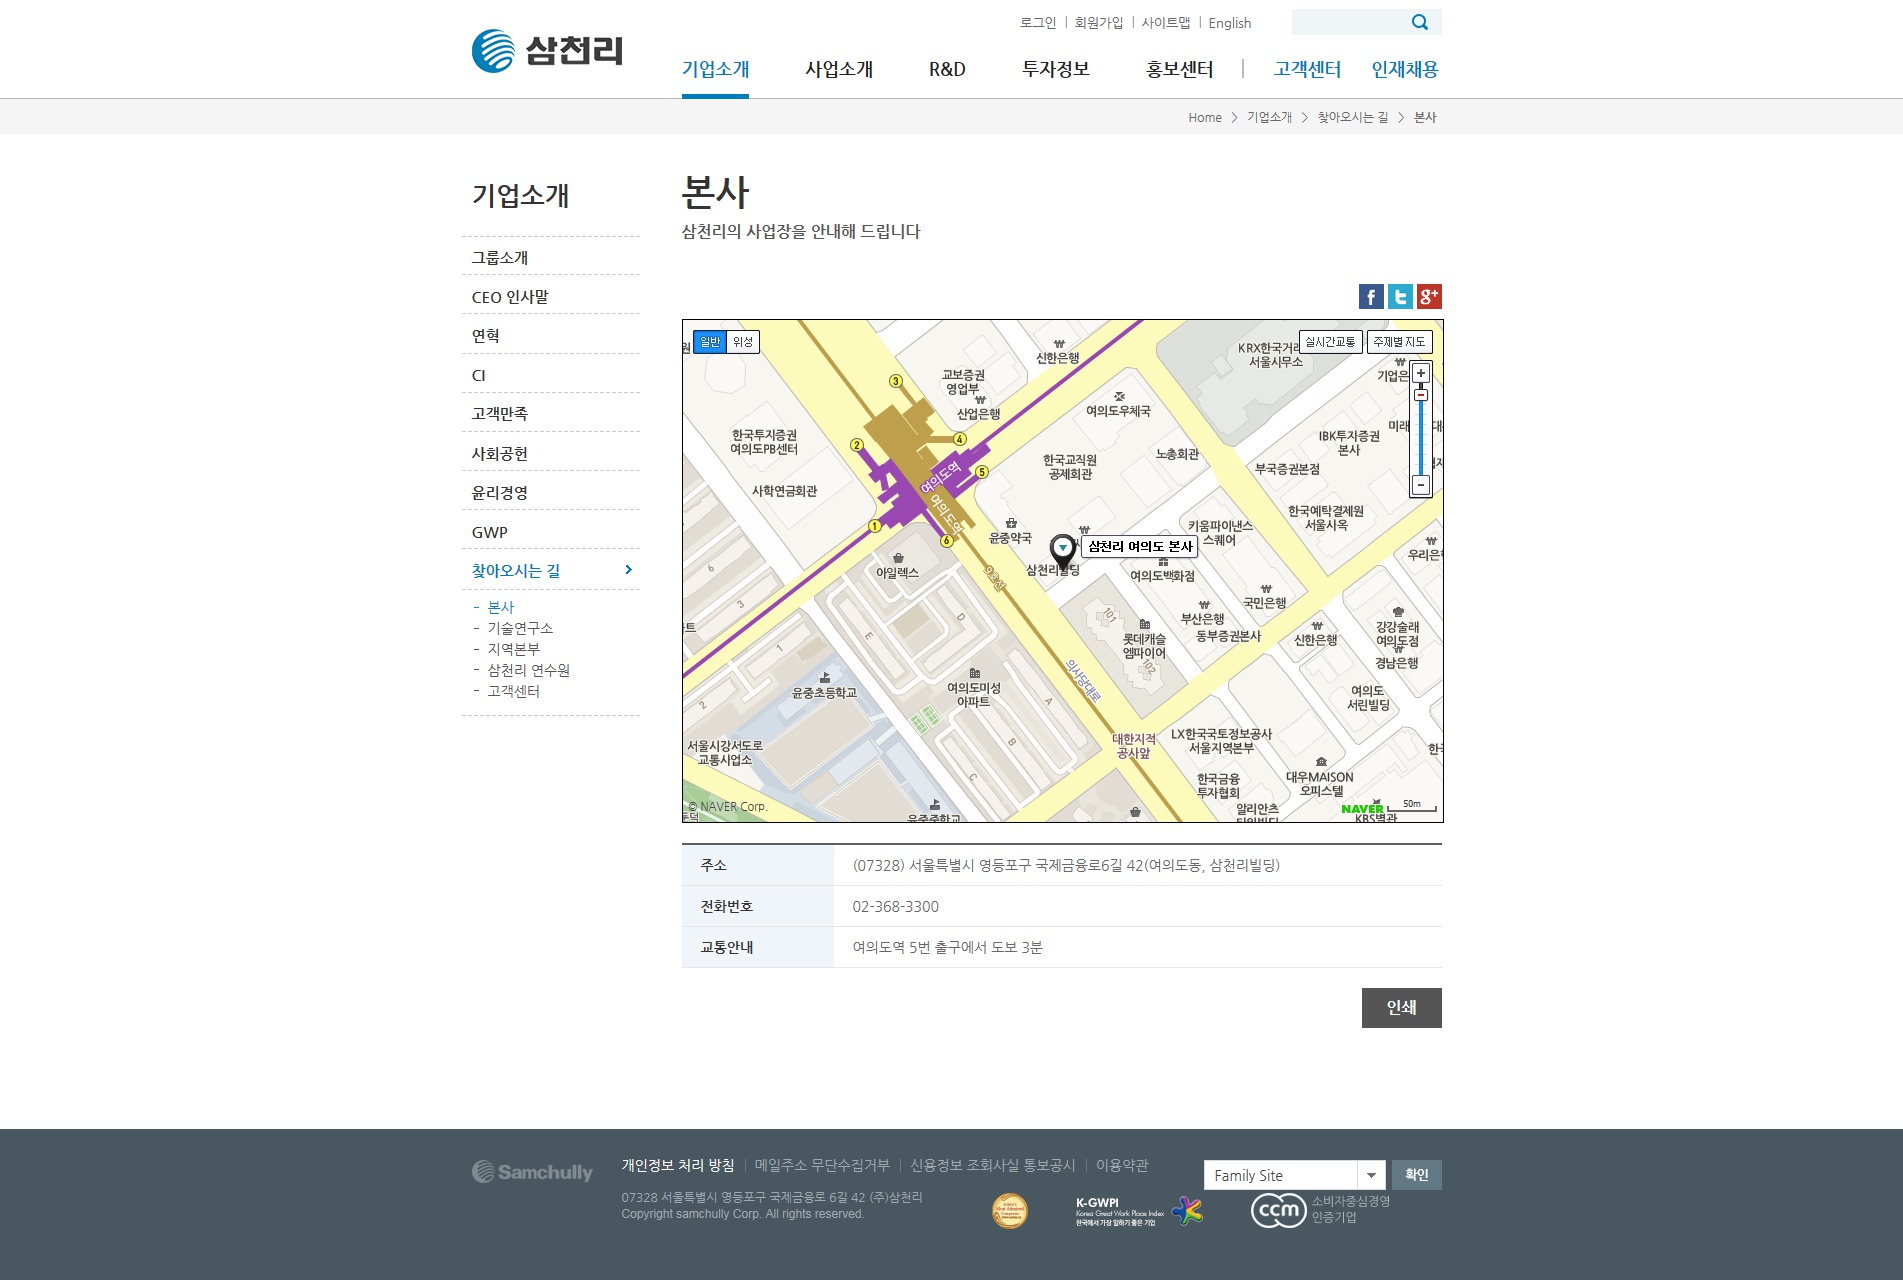 로그인 회원가입 사이트맵 English
삼천리
기업소개 사업소개 R&D 투자정보 홍보센터 고객센터 인재채용
Home > 기업소개 > 찾아오시는 길 > 본사
기업소개
그룹소개
CEO 인사말
연혁
CI
고객만족
사회공헌
윤리경영
GWP
찾아오시는 길
- 본사
- 기술연구소
- 지역본부
- 삼천리 연수원
- 고객센터
본사
삼천리의 사업장을 안내해 드립니다
일반 위성
실시간교통 주제별지도
신한은행
KRX한국거래
서울사무소
기업은
교보증권
영업부
산업은행
여의도우체국
한국투자증권
여의도PB센터
IBK투자증권
본사
미래
한국교직원
공제회관
노총회관
부국증권본점
사학연금회관
여의도역
여의도역
1
2
3
4
5
6
한국예탁결제원
서울사옥
윤중약국
키움파이낸스
스퀘어
삼천리 여의도 본사
삼천리빌딩
우리은행
아일렉스
9호선
여의도백화점
국민은행
부산은행
동부증권본사
신한은행
강강술래
여의도점
경남은행
101
롯데캐슬
엠파이어
102
의사당대로
윤중초등학교
여의도미성
아파트
여의도
서린빌딩
서울시강서도로
교통사업소
대한지적
공사앞
LX한국국토정보공사
서울지역본부
한국금융
투자협회
대우MAISON
오피스텔
알리안츠
윤중중학교
KBS별관
© NAVER Corp.
NAVER 50m
주소 (07328) 서울특별시 영등포구 국제금융로6길 42(여의도동, 삼천리빌딩)
전화번호 02-368-3300
교통안내 여의도역 5번 출구에서 도보 3분
인쇄
Samchully
개인정보 처리 방침 메일주소 무단수집거부 신용정보 조회사실 통보공시 이용약관
07328 서울특별시 영등포구 국제금융로 6길 42 (주)삼천리
Copyright samchully Corp. All rights reserved.
K-GWPI
Korea Great Work Place Index
한국에서 가장 일하기 좋은 기업
Family Site 확인
ccm 소비자중심경영
인증기업